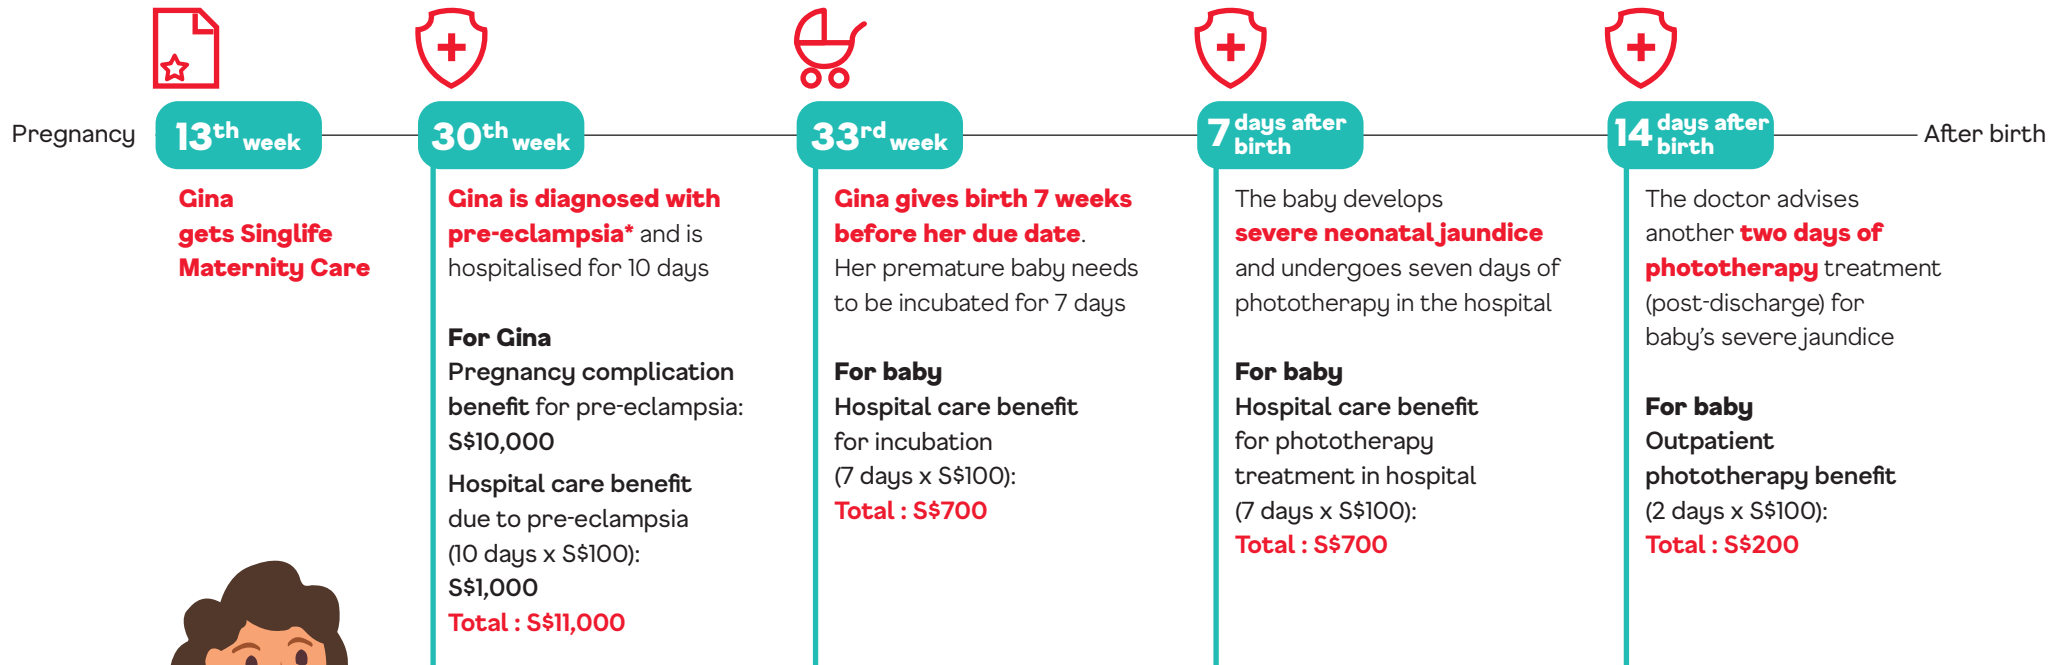 Pregnancy
13th week
30th week
33rd week
7 days after
birth
14 days after
birth
After birth
Gina
gets Singlife
Maternity Care
Gina is diagnosed with
pre-eclampsia* and is
hospitalised for 10 days
For Gina
Pregnancy complication
benefit for pre-eclampsia:
S$10,000
Hospital care benefit
due to pre-eclampsia
(10 days x S$100):
S$1,000
Total : S$11,000
Gina gives birth 7 weeks
before her due date.
Her premature baby needs
to be incubated for 7 days
For baby
Hospital care benefit
for incubation
(7 days x S$100):
Total : S$700
The baby develops
severe neonatal jaundice
and undergoes seven days of
phototherapy in the hospital
For baby
Hospital care benefit
for phototherapy
treatment in hospital
(7 days x S$100):
Total : S$700
The doctor advises
another two days of
phototherapy treatment
(post-discharge) for
baby's severe jaundice
For baby
Outpatient
phototherapy benefit
(2 days x S$100):
Total : S$200